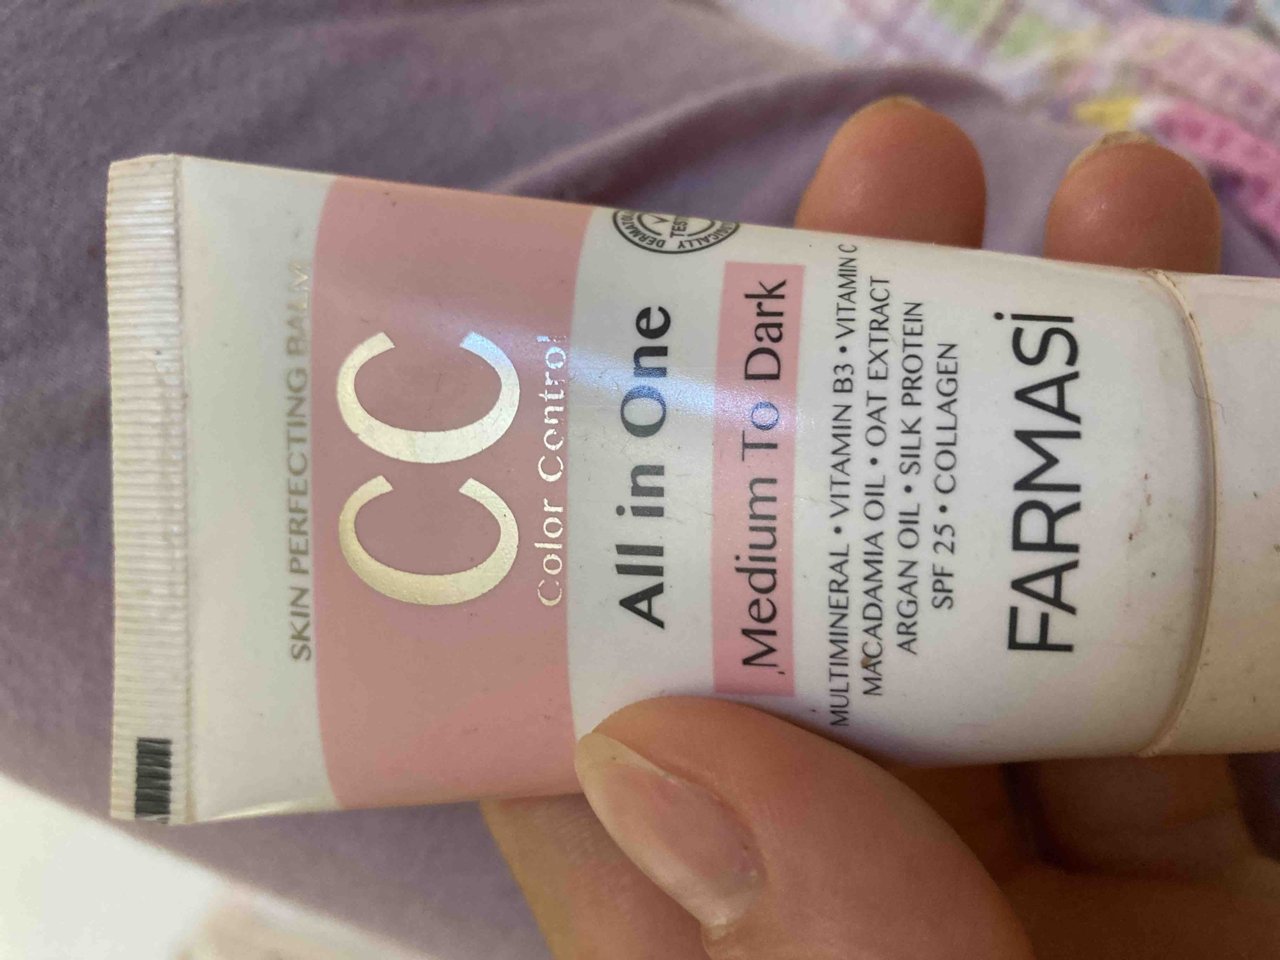 SKIN PERFECTING BALM
CC
Color Control
All in One
Medium To Dark
MULTIMINERAL • VITAMIN B3 • VITAMIN C
MACADAMIA OIL • OAT EXTRACT
ARGAN OIL • SILK PROTEIN
SPF 25 • COLLAGEN
FARMASi